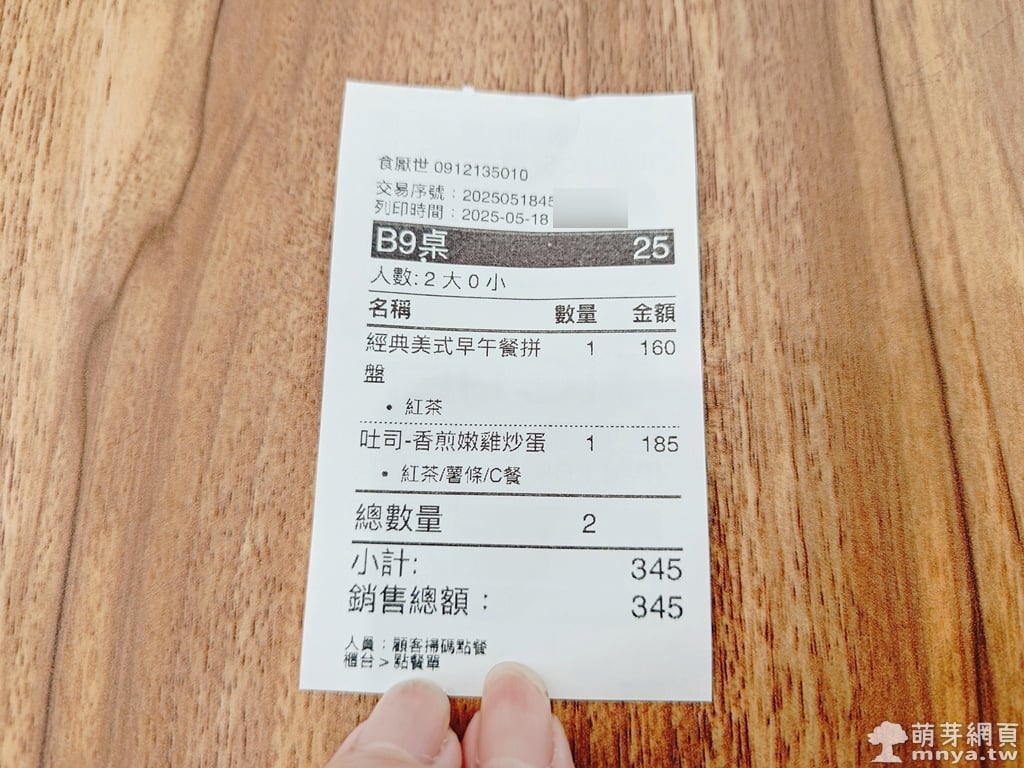 食厭世 0912135010
交易序號：2025051845
列印時間：2025-05-18
B9桌 25
人數: 2 大 0 小
名稱 數量 金額
經典美式早午餐拼 1 160
盤
• 紅茶
吐司-香煎嫩雞炒蛋 1 185
• 紅茶/薯條/C餐
總數量 2
小計: 345
銷售總額： 345
人員：顧客掃碼點餐
櫃台 > 點餐單
萌芽網頁
mnya.tw